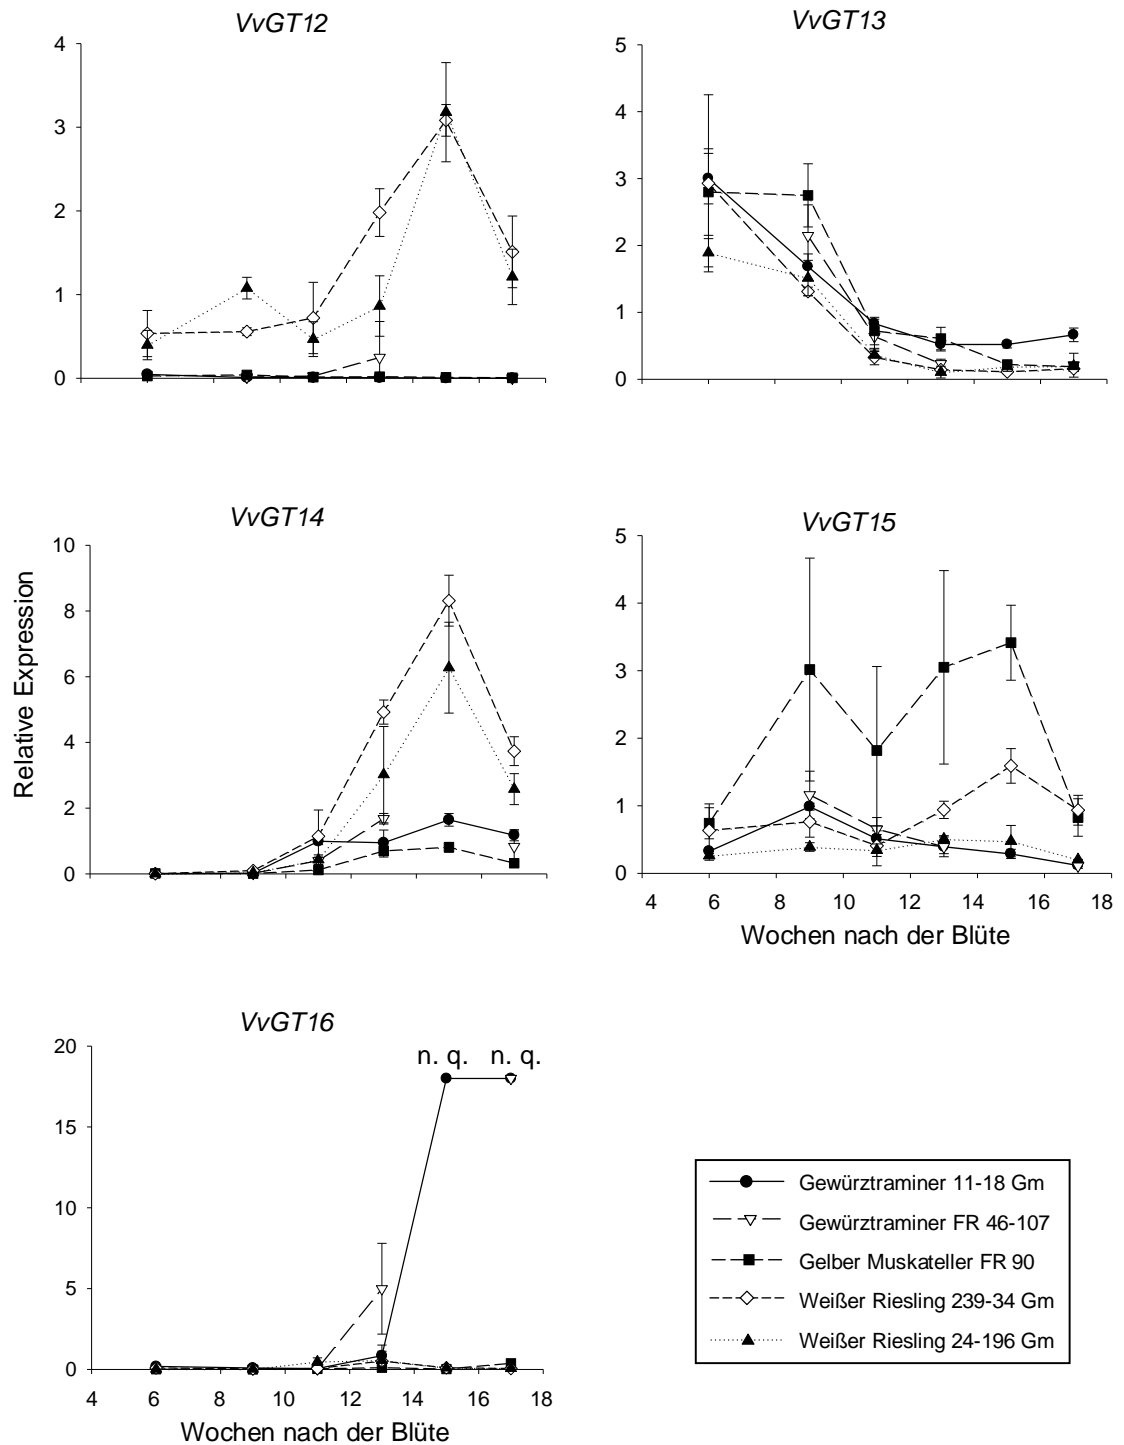 VvGT12
4
3
2
1
0
VvGT13
5
4
3
2
1
0
Relative Expression
VvGT14
10
8
6
4
2
0
VvGT15
5
4
3
2
1
0
4 6 8 10 12 14 16 18
Wochen nach der Blüte
VvGT16
20
15
10
5
0
n. q. n. q.
4 6 8 10 12 14 16 18
Wochen nach der Blüte
Gewürztraminer 11-18 Gm
Gewürztraminer FR 46-107
Gelber Muskateller FR 90
Weißer Riesling 239-34 Gm
Weißer Riesling 24-196 Gm